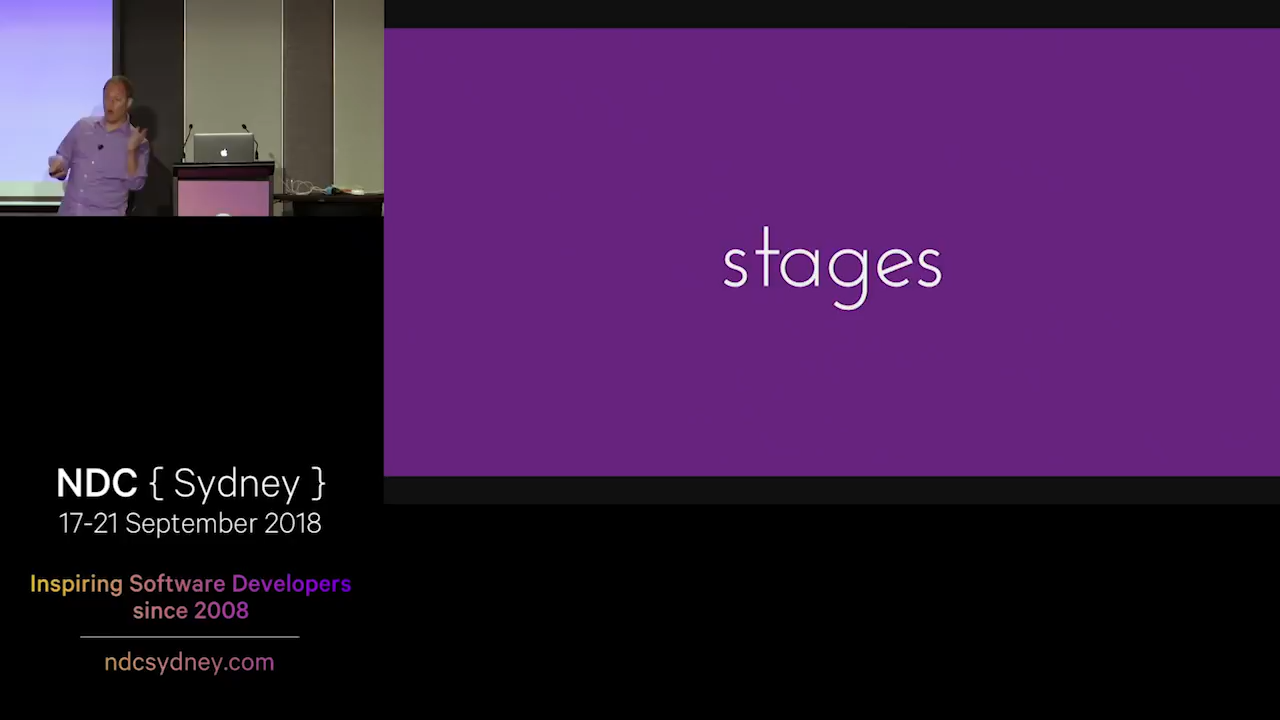 stages
NDC { Sydney }
17-21 September 2018
Inspiring Software Developers
since 2008
ndcsydney.com